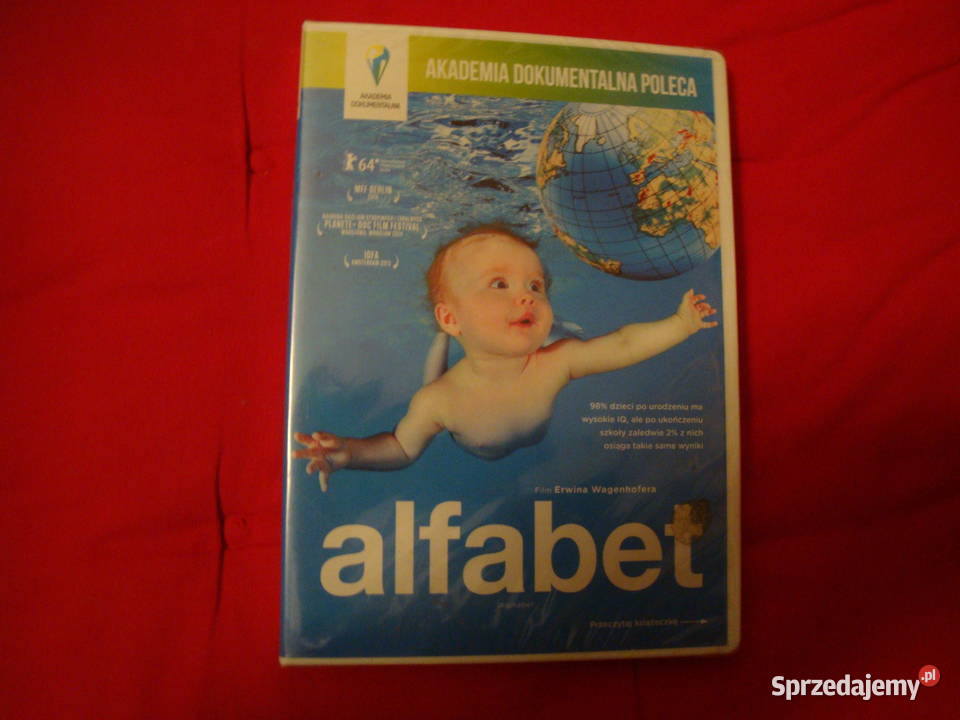 AKADEMIA DOKUMENTALNA POLECA
AKADEMIA
DOKUMENTALNA
64
MFF BERLIN
PLANETE+ DOC FILM FESTIVAL
IDFA
AMSTERDAM 2013
98% dzieci po urodzeniu ma
wysokie IQ, ale po ukończeniu
szkoły zaledwie 2% z nich
osiąga takie same wyniki
Film Erwina Wagenhofera
alfabet
Przeczytaj książeczkę
Sprzedajemy.pl